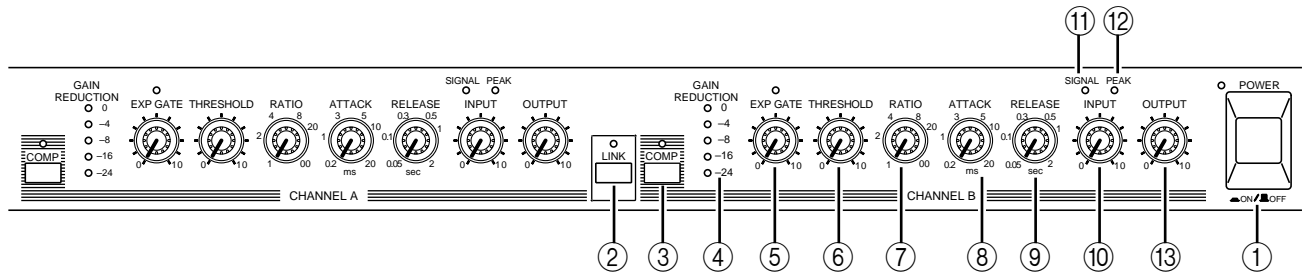 ⑪ ⑫
SIGNAL PEAK SIGNAL PEAK POWER
GAIN REDUCTION 0 EXP GATE THRESHOLD RATIO ATTACK RELEASE INPUT OUTPUT GAIN REDUCTION 0 EXP GATE THRESHOLD RATIO ATTACK RELEASE INPUT OUTPUT
4 8 3 5 0.3 0.5 4 8 3 5 0.3 0.5
−4 20 10 1 −4 20 10 1
−8 2 1 0.1 −8 2 1 0.1
COMP −16 LINK COMP −16
−24 0 10 0 10 1 00 0.2 20 0.05 2 0 10 0 10 −24 0 10 0 10 1 00 0.2 20 0.05 2 0 10 0 10
ms sec ms sec
CHANNEL A CHANNEL B ON / OFF
② ③ ④ ⑤ ⑥ ⑦ ⑧ ⑨ ⑩ ⑬ ①